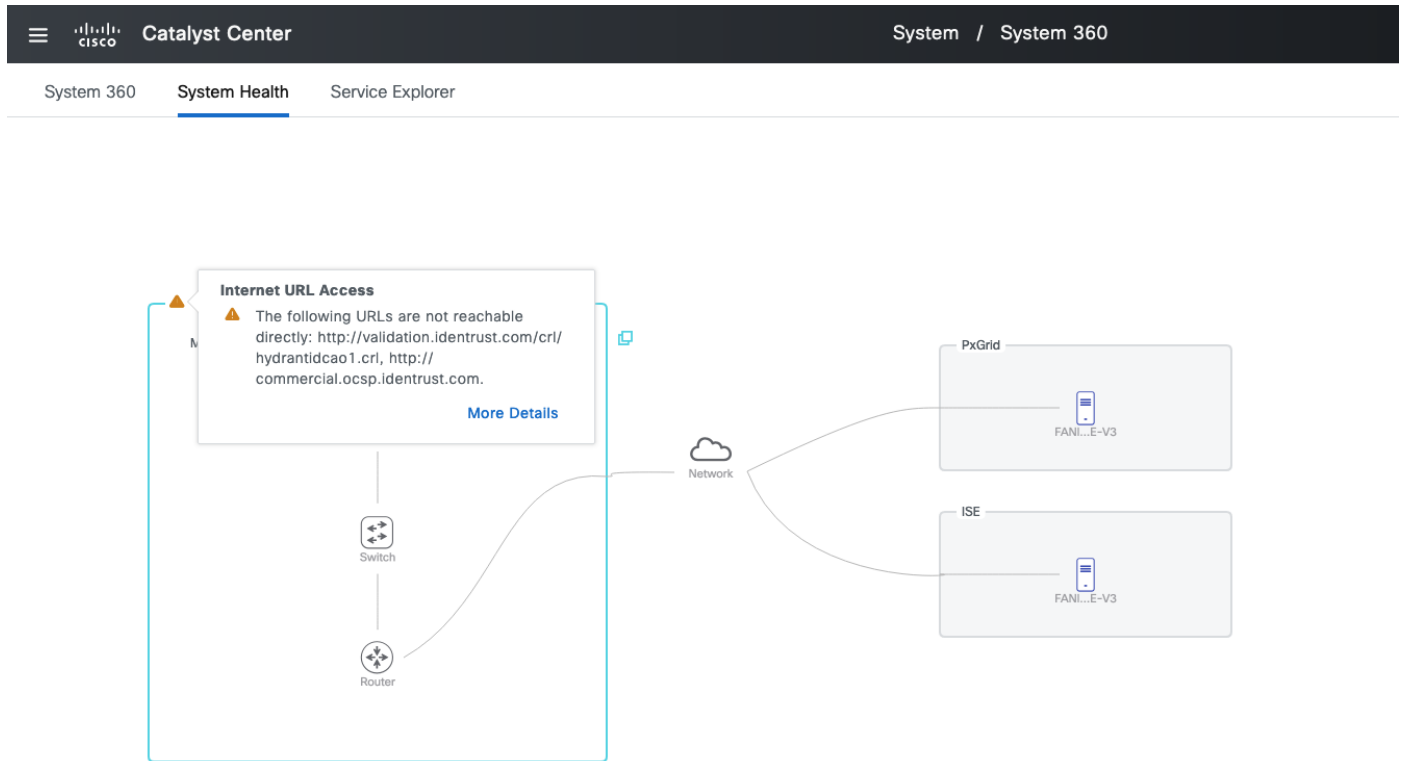 CISCO Catalyst Center
System / System 360
System 360 System Health Service Explorer
Internet URL Access
The following URLs are not reachable
directly: http://validation.identrust.com/crl/
hydrantidcao1.crl, http://
commercial.ocsp.identrust.com.
More Details
Switch
Router
Network
PxGrid
FANI...E-V3
ISE
FANI...E-V3